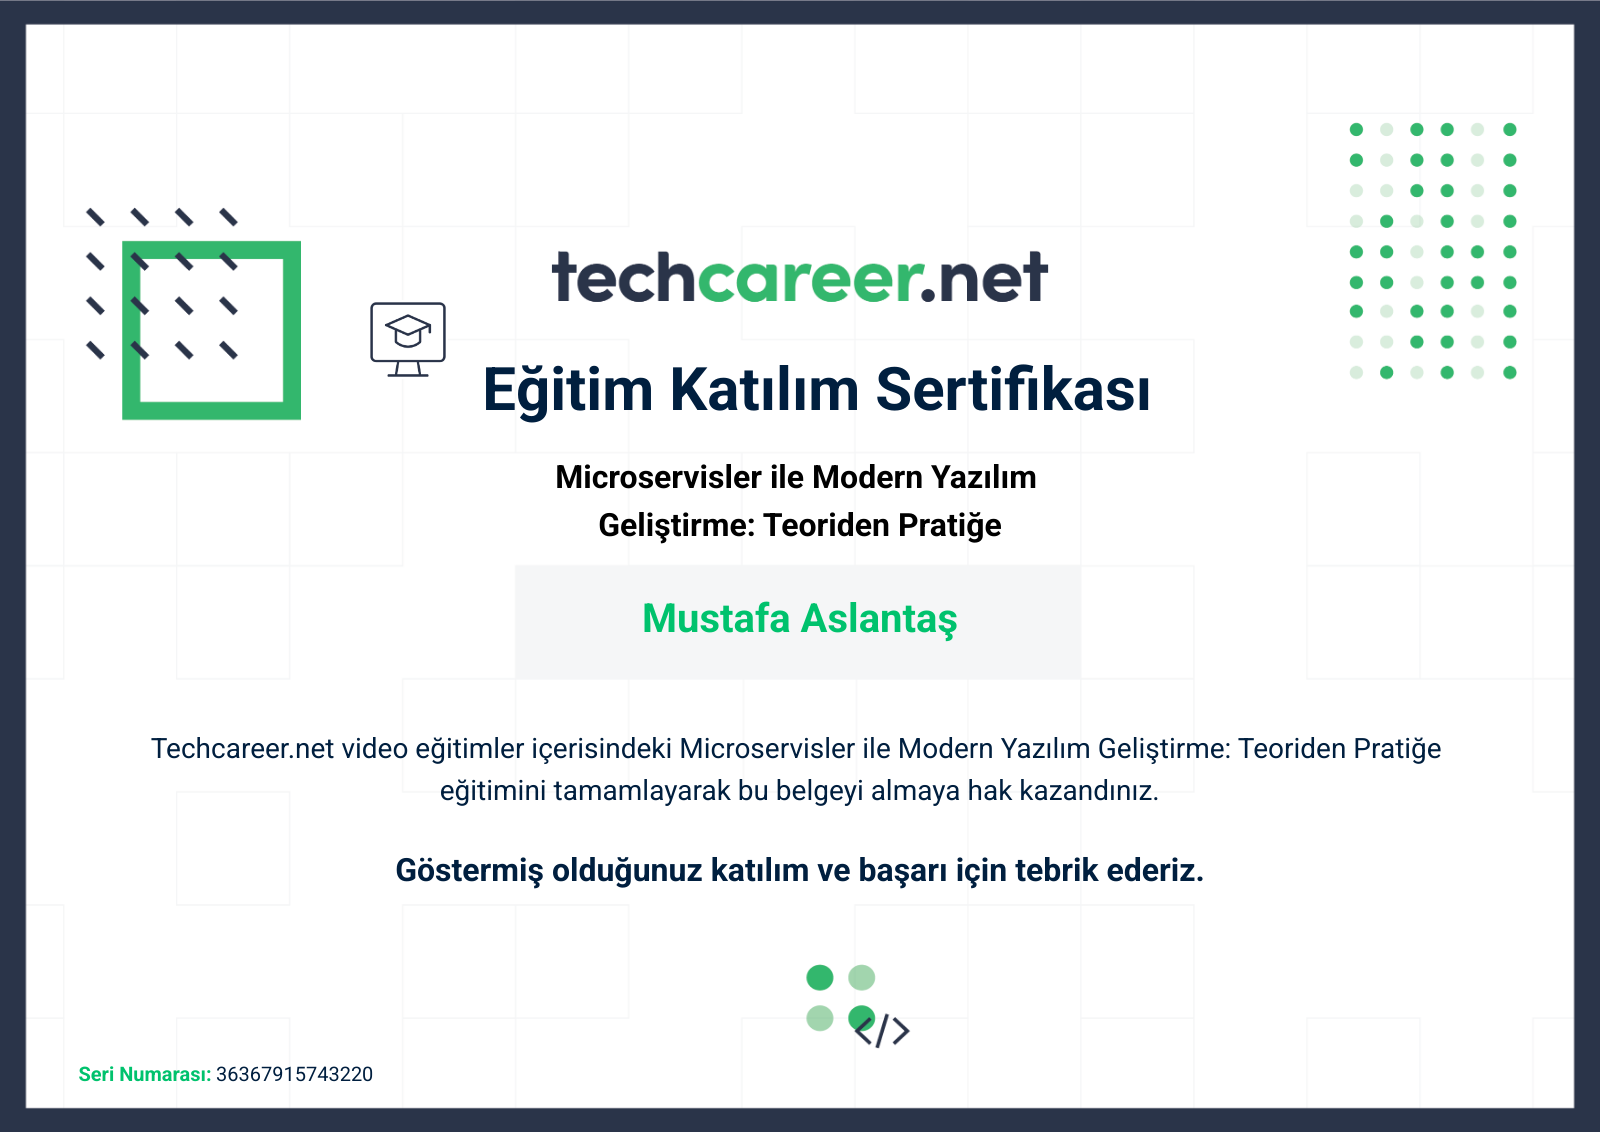 techcareer.net
Eğitim Katılım Sertifikası
Microservisler ile Modern Yazılım
Geliştirme: Teoriden Pratiğe
Mustafa Aslantaş
Techcareer.net video eğitimler içerisindeki Microservisler ile Modern Yazılım Geliştirme: Teoriden Pratiğe
eğitimini tamamlayarak bu belgeyi almaya hak kazandınız.
Göstermiş olduğunuz katılım ve başarı için tebrik ederiz.
</>
Seri Numarası: 36367915743220